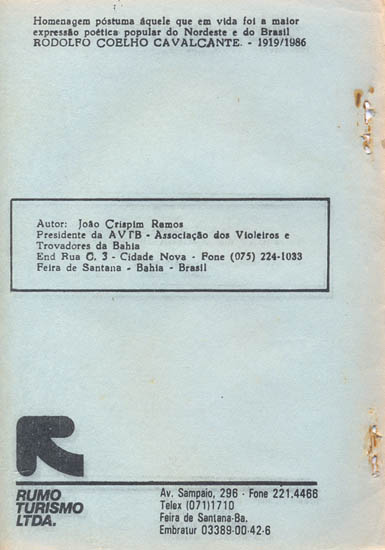 Homenagem póstuma áquele que em vida foi a maior
expressão poética popular do Nordeste e do Brasil
RODOLFO COELHO CAVALCANTE. - 1919/1986
Autor: João Crispim Ramos
Presidente da AVTB - Associação dos Violeiros e
Trovadores da Bahia
End Rua C. 3 - Cidade Nova - Fone (075) 224-1033
Feira de Santana - Bahia - Brasil
RUMO
TURISMO
LTDA.
Av. Sampaio, 296 - Fone 221.4466
Telex (071)1710
Feira de Santana-Ba.
Embratur 03389-00-42-6